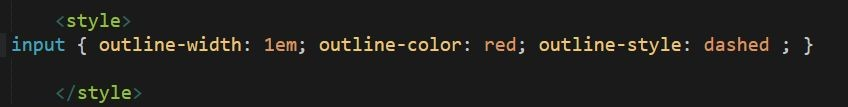 <style>
input { outline-width: 1em; outline-color: red; outline-style: dashed ; }
</style>